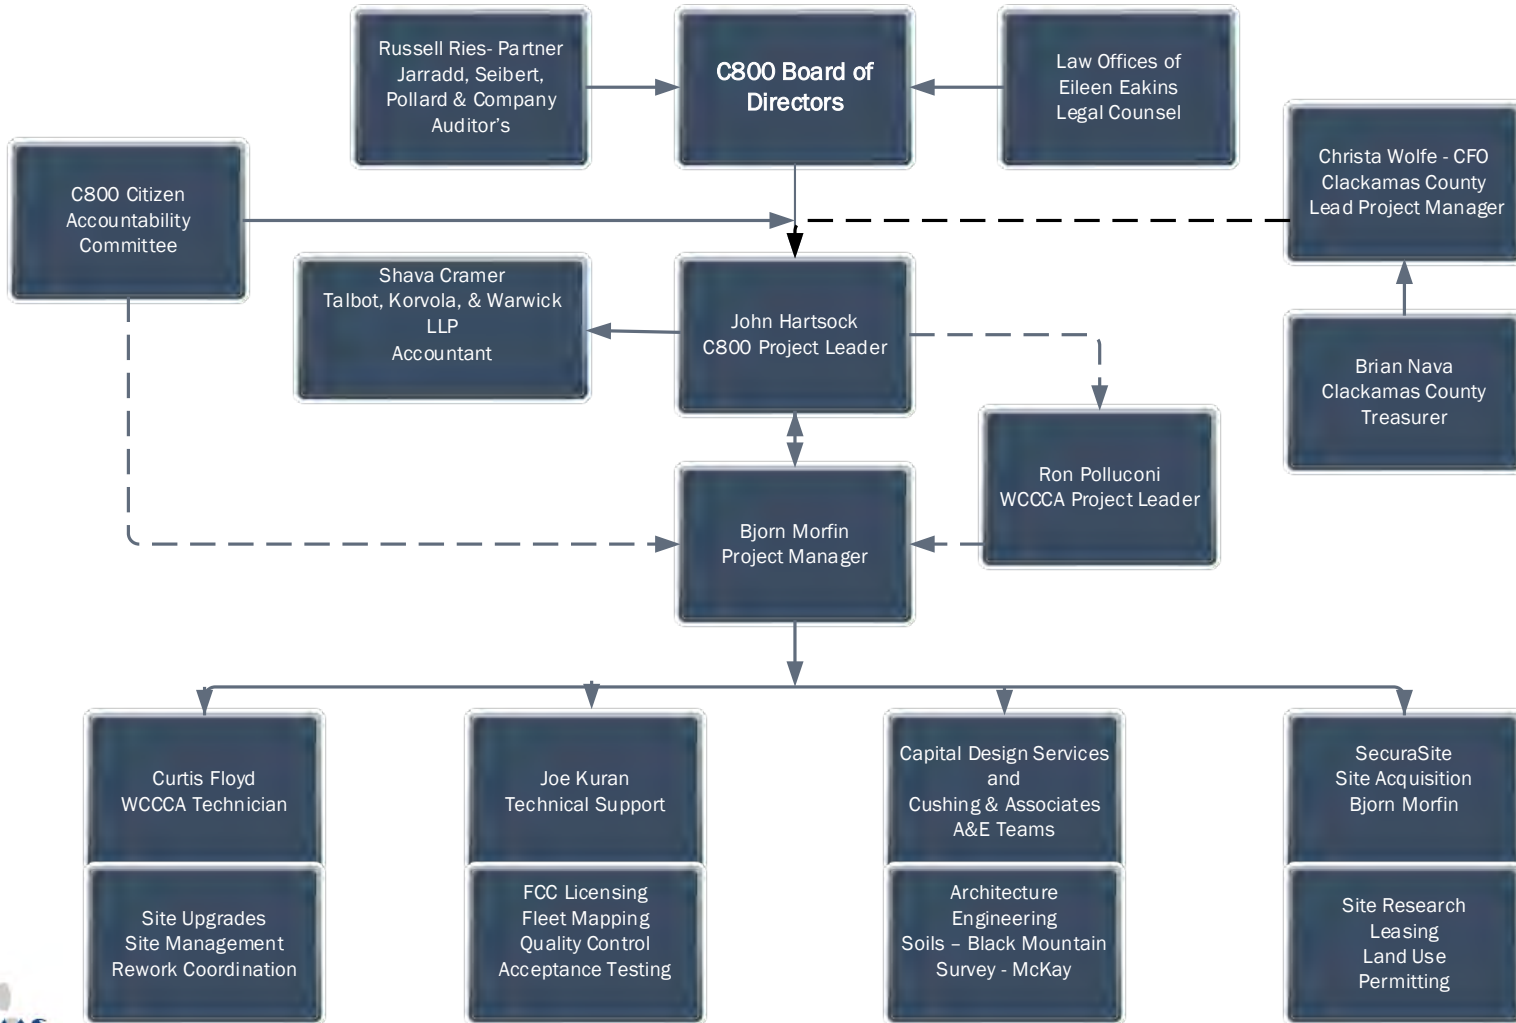 Russell Ries- Partner
Jarradd, Seibert,
Pollard & Company
Auditor's
C800 Board of
Directors
Law Offices of
Eileen Eakins
Legal Counsel
Christa Wolfe - CFO
Clackamas County
Lead Project Manager
C800 Citizen
Accountability
Committee
Shava Cramer
Talbot, Korvola, & Warwick
LLP
Accountant
John Hartsock
C800 Project Leader
Brian Nava
Clackamas County
Treasurer
Ron Polluconi
WCCCA Project Leader
Bjorn Morfin
Project Manager
Curtis Floyd
WCCCA Technician
Joe Kuran
Technical Support
Capital Design Services
and
Cushing & Associates
A&E Teams
SecuraSite
Site Acquisition
Bjorn Morfin
Site Upgrades
Site Management
Rework Coordination
FCC Licensing
Fleet Mapping
Quality Control
Acceptance Testing
Architecture
Engineering
Soils – Black Mountain
Survey - McKay
Site Research
Leasing
Land Use
Permitting